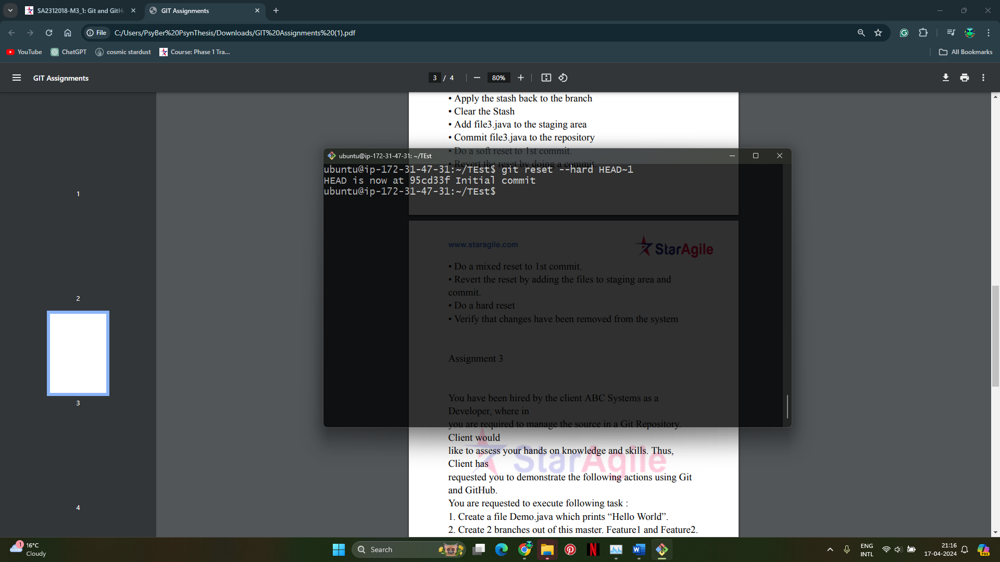 SA2312018-M3_1: Git and GitH
GIT Assignments
File
C:/Users/PsyBer%20PsynThesis/Downloads/GIT%20Assignments%20(1).pdf
YouTube
ChatGPT
cosmic stardust
Course: Phase 1 Tra...
All Bookmarks
GIT Assignments
3 / 4
80%
1
2
3
4
• Apply the stash back to the branch
• Clear the Stash
• Add file3.java to the staging area
• Commit file3.java to the repository
• Do a soft reset to 1st commit.
• Revert the reset by doing a commit.
ubuntu@ip-172-31-47-31: ~/TEst
ubuntu@ip-172-31-47-31:~/TEst$ git reset --hard HEAD~1
HEAD is now at 95cd33f Initial commit
ubuntu@ip-172-31-47-31:~/TEst$
www.staragile.com
StarAgile
• Do a mixed reset to 1st commit.
• Revert the reset by adding the files to staging area and
commit.
• Do a hard reset
• Verify that changes have been removed from the system
Assignment 3
You have been hired by the client ABC Systems as a
Developer, where in
you are required to manage the source in a Git Repository.
Client would
like to assess your hands on knowledge and skills. Thus,
Client has
requested you to demonstrate the following actions using Git
and GitHub.
You are requested to execute following task :
1. Create a file Demo.java which prints “Hello World”.
2. Create 2 branches out of this master. Feature1 and Feature2.
StarAgile
1
16°C
Cloudy
Search
N
W
PRE
ENG
INTL
21:16
17-04-2024